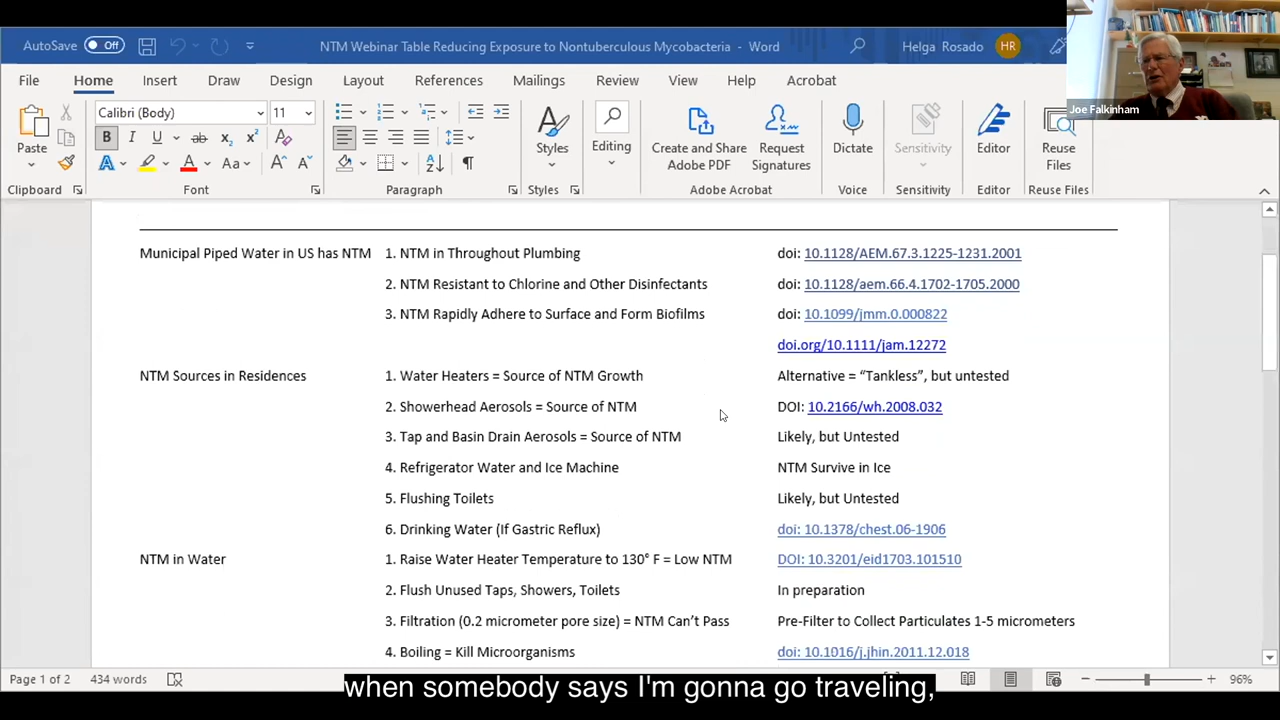 AutoSave Off NTM Webinar Table Reducing Exposure to Nontuberculous Mycobacteria - Word Helga Rosado HR
File Home Insert Draw Design Layout References Mailings Review View Help Acrobat
Joe Falkinham
Calibri (Body) 11
Paste Styles Editing Create and Share Adobe PDF Request Signatures Dictate Sensitivity Editor Reuse Files
Clipboard Font Paragraph Styles Adobe Acrobat Voice Sensitivity Editor Reuse Files
Municipal Piped Water in US has NTM 1. NTM in Throughout Plumbing doi: 10.1128/AEM.67.3.1225-1231.2001
2. NTM Resistant to Chlorine and Other Disinfectants doi: 10.1128/aem.66.4.1702-1705.2000
3. NTM Rapidly Adhere to Surface and Form Biofilms doi: 10.1099/jmm.0.000822
doi.org/10.1111/jam.12272
NTM Sources in Residences 1. Water Heaters = Source of NTM Growth Alternative = “Tankless”, but untested
2. Showerhead Aerosols = Source of NTM DOI: 10.2166/wh.2008.032
3. Tap and Basin Drain Aerosols = Source of NTM Likely, but Untested
4. Refrigerator Water and Ice Machine NTM Survive in Ice
5. Flushing Toilets Likely, but Untested
6. Drinking Water (If Gastric Reflux) doi: 10.1378/chest.06-1906
NTM in Water 1. Raise Water Heater Temperature to 130° F = Low NTM DOI: 10.3201/eid1703.101510
2. Flush Unused Taps, Showers, Toilets In preparation
3. Filtration (0.2 micrometer pore size) = NTM Can’t Pass Pre-Filter to Collect Particulates 1-5 micrometers
4. Boiling = Kill Microorganisms doi: 10.1016/j.jhin.2011.12.018
Page 1 of 2 434 words 96%
when somebody says I'm gonna go traveling,